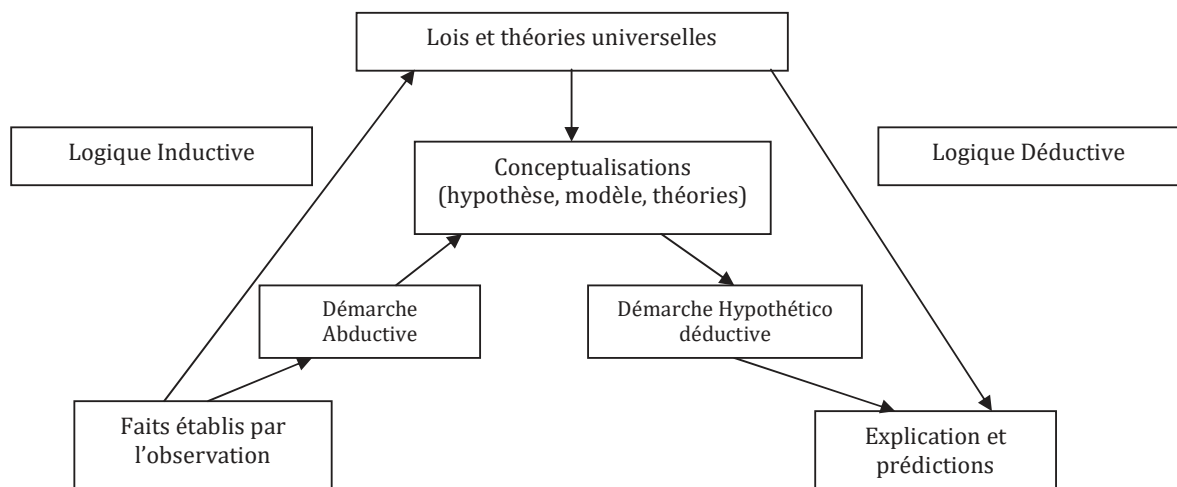 Lois et théories universelles
Logique Inductive
Logique Déductive
Conceptualisations
(hypothèse, modèle, théories)
Démarche
Abductive
Démarche Hypothético
déductive
Faits établis par
l’observation
Explication et
prédictions